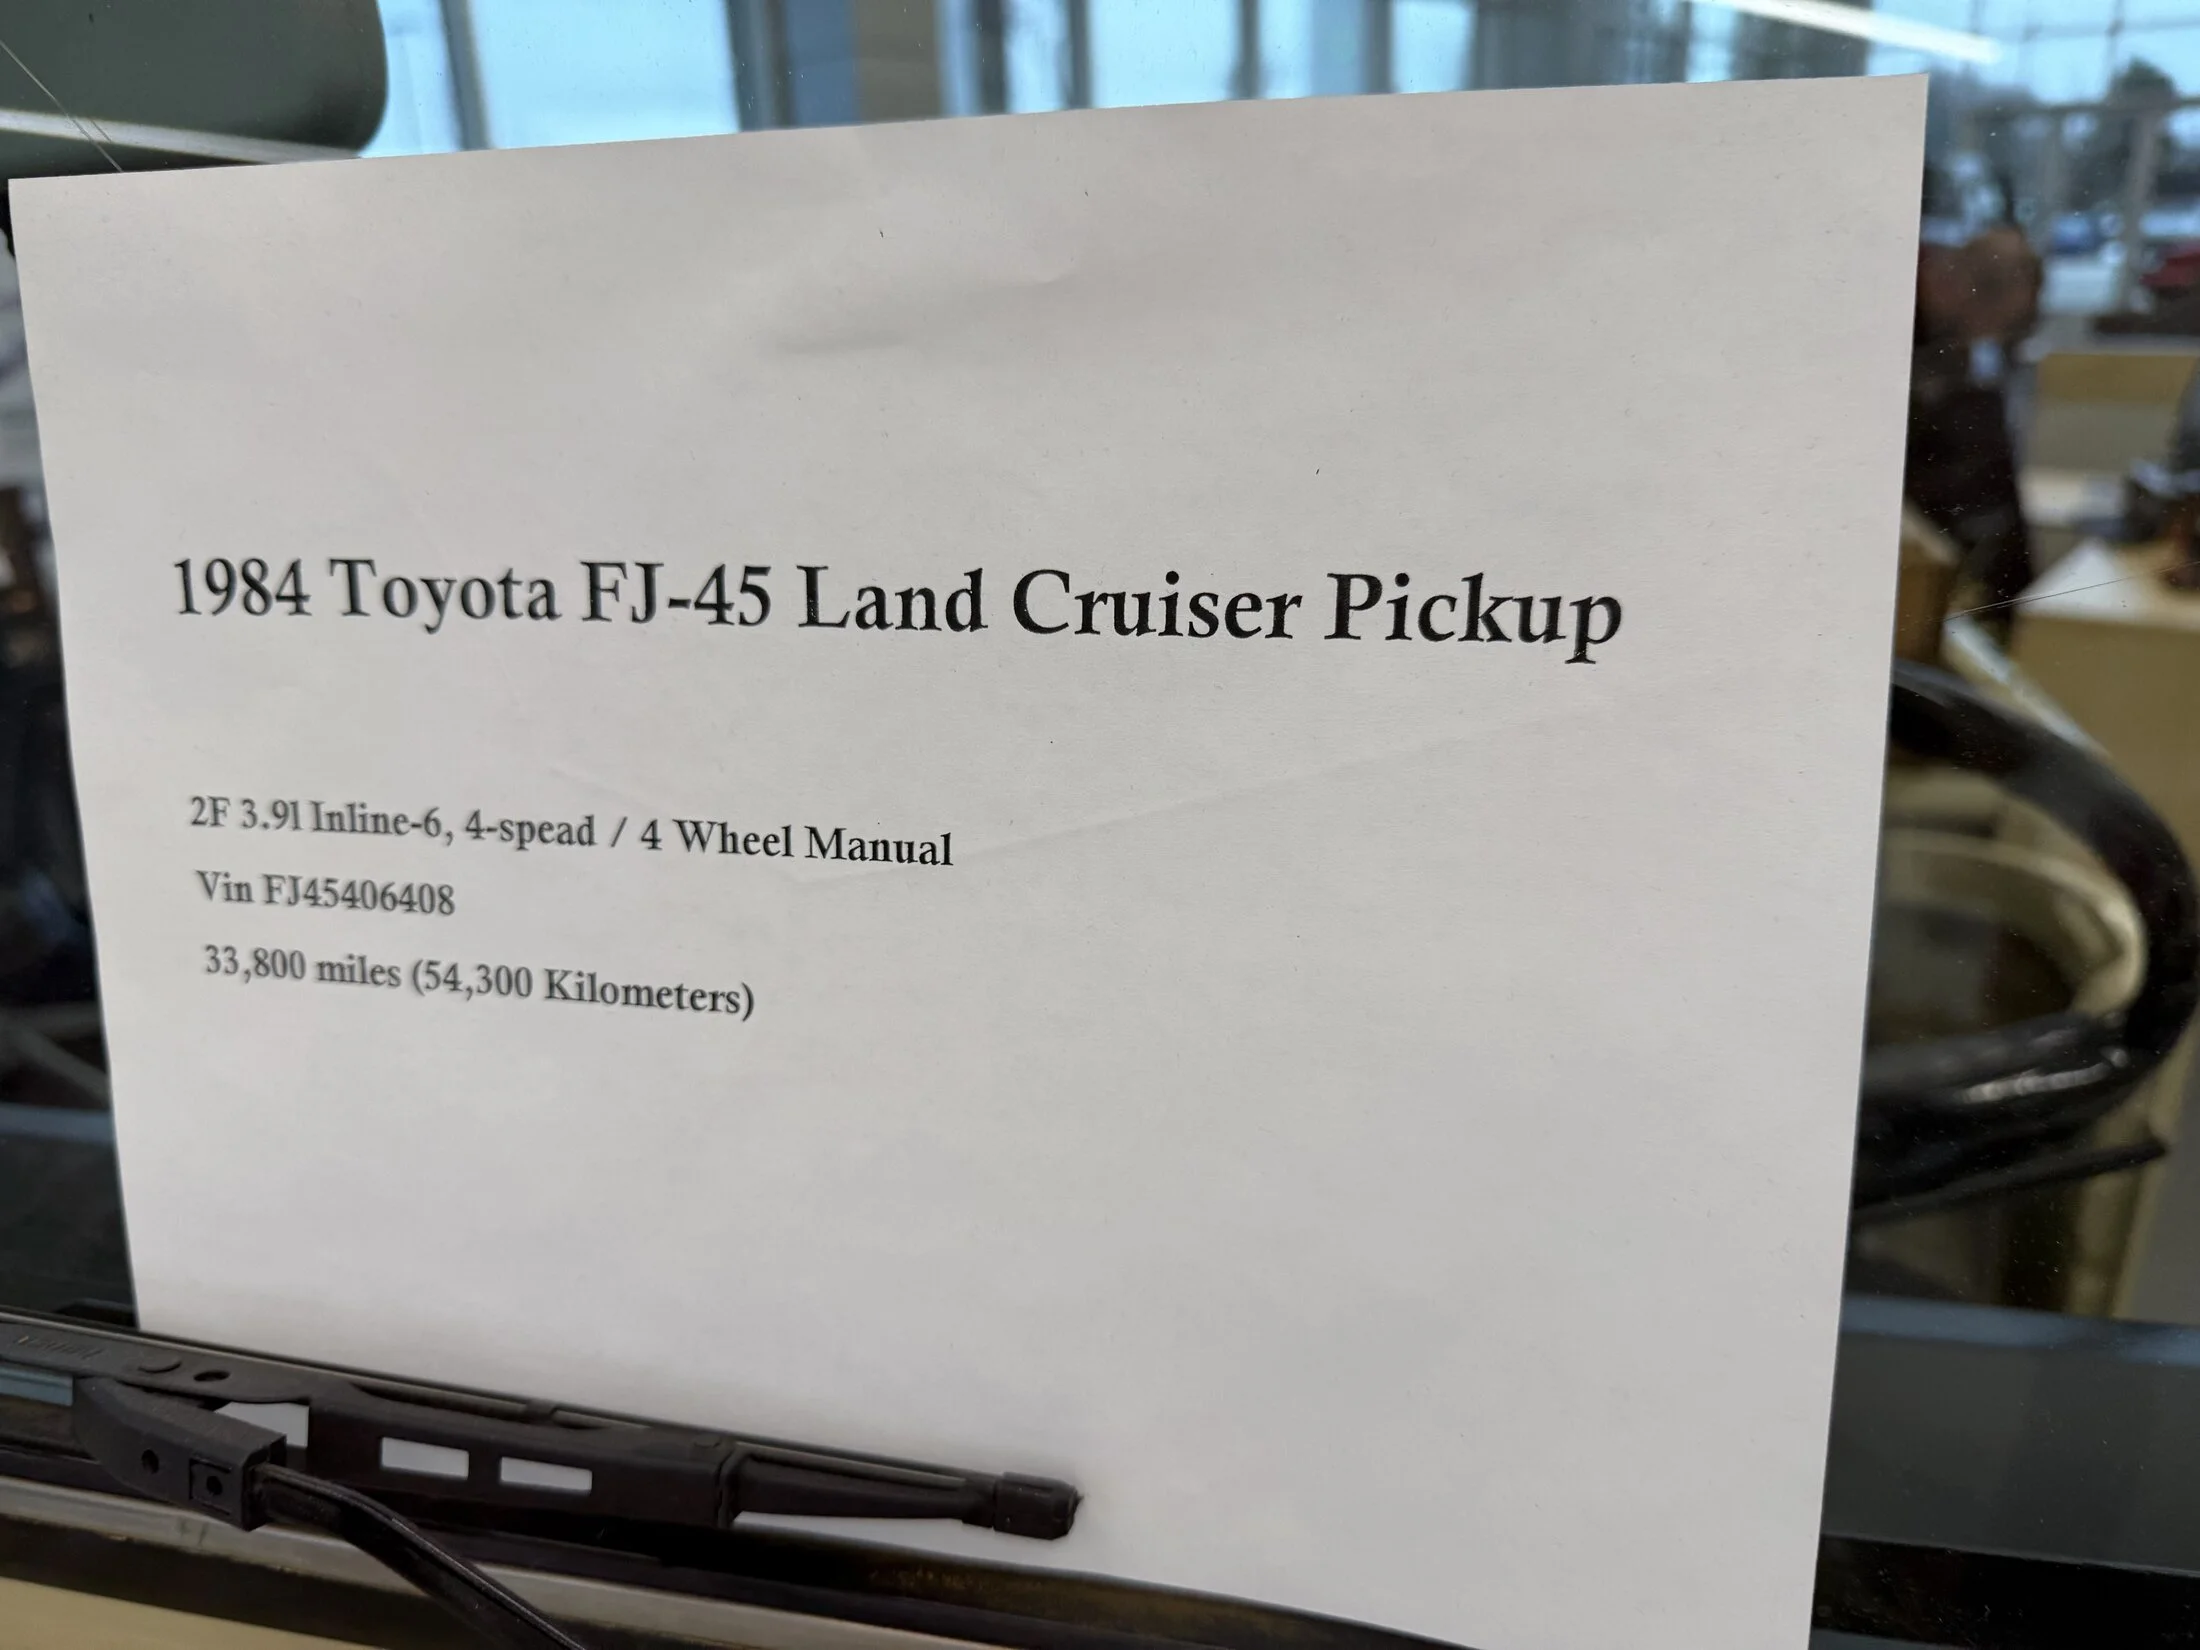 1984 Toyota FJ-45 Land Cruiser Pickup
2F 3.9l Inline-6, 4-spead / 4 Wheel Manual
Vin FJ45406408
33,800 miles (54,300 Kilometers)